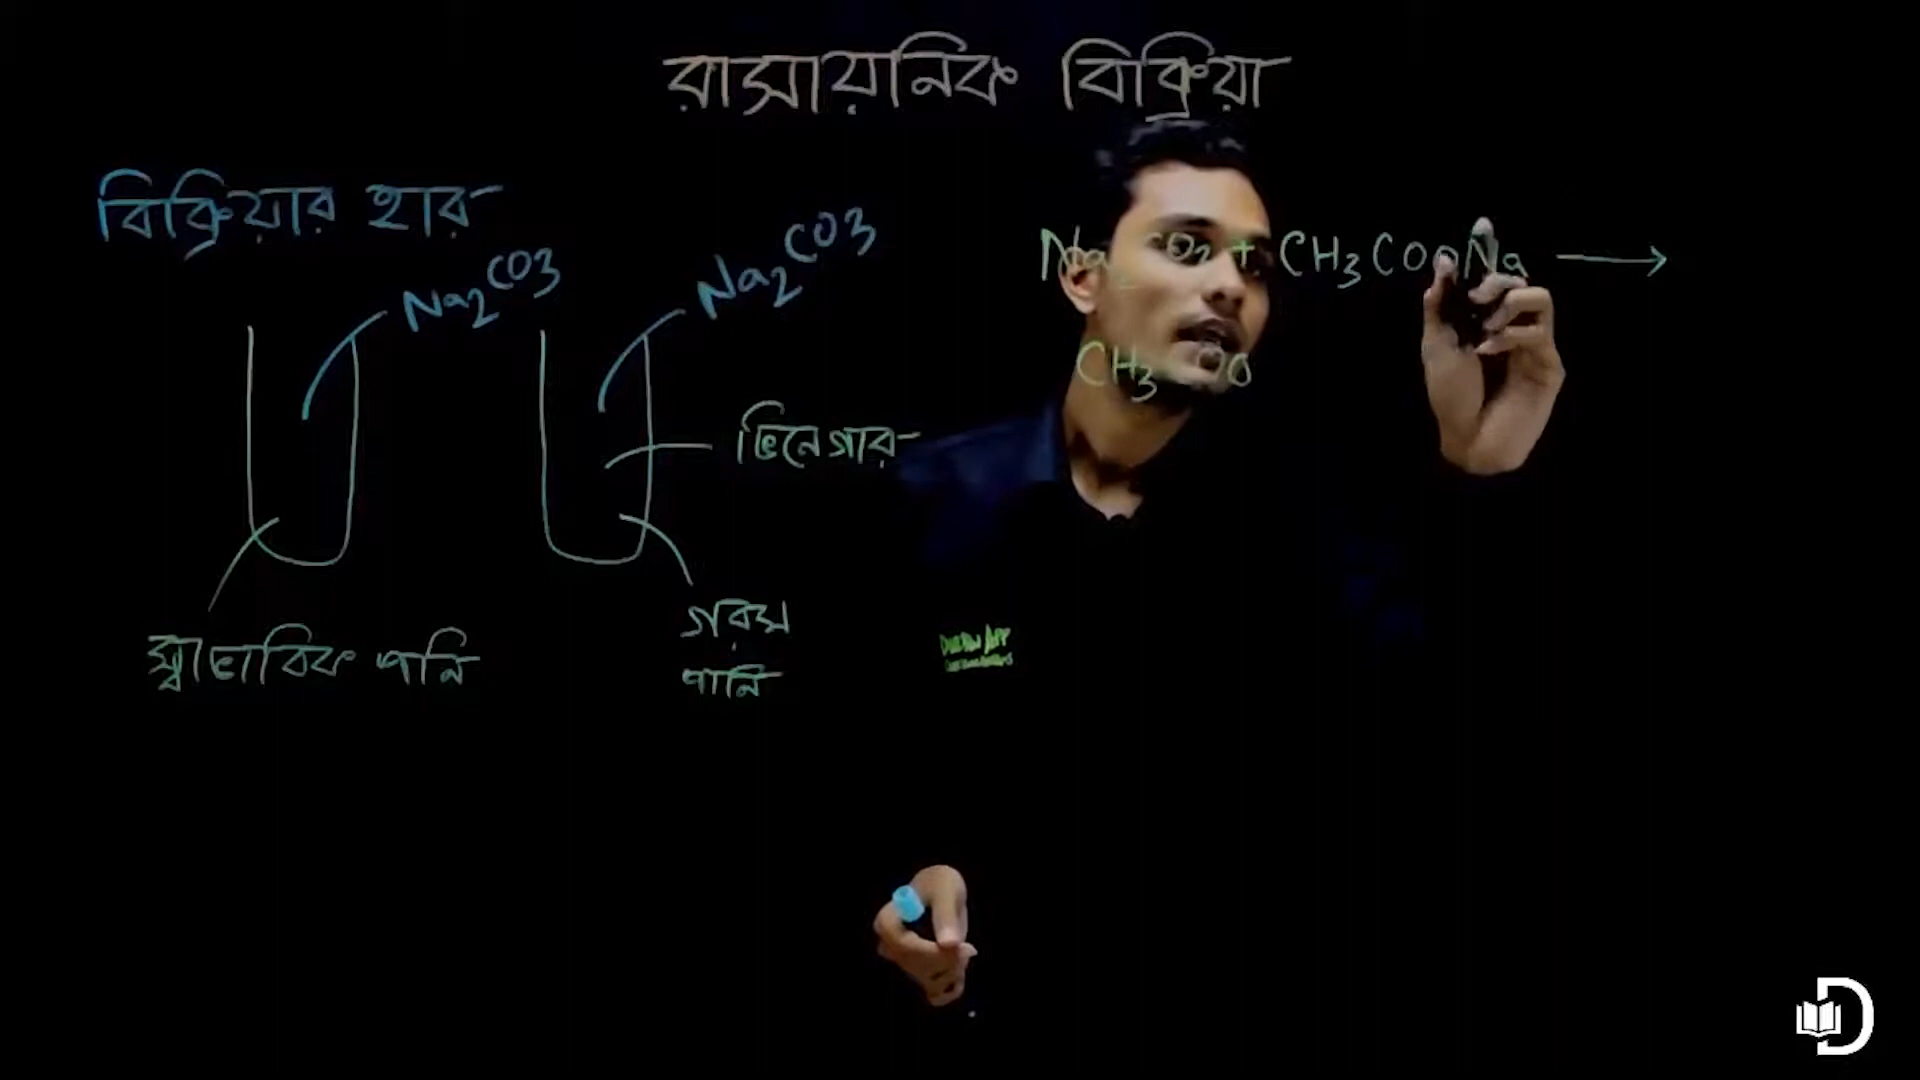 রাসায়নিক বিক্রিয়া
বিক্রিয়ার হার
Na2CO3
Na2CO3
ভিনেগার
স্বাভাবিক পানি
গরম
পানি
+ CH3COONa →
CH3